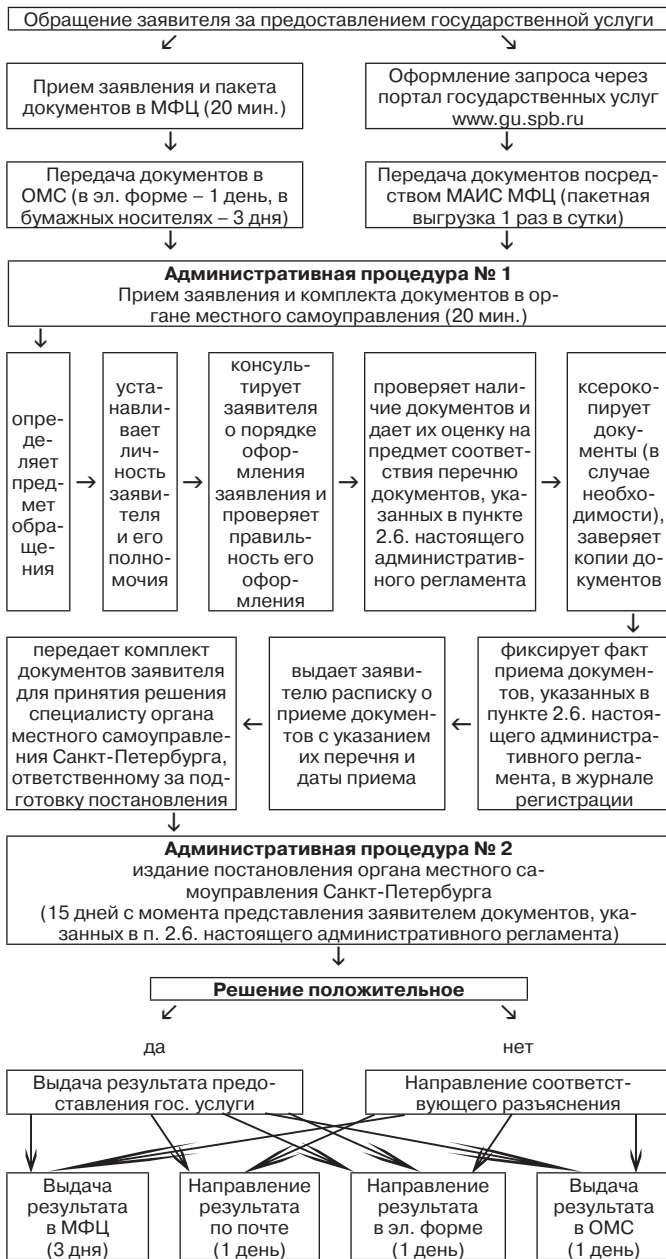 Обращение заявителя за предоставлением государственной услуги
Прием заявления и пакета
документов в МФЦ (20 мин.)
Оформление запроса через
портал государственных услуг
www.gu.spb.ru
Передача документов в
ОМС (в эл. форме – 1 день, в
бумажных носителях – 3 дня)
Передача документов посред-
ством МАИС МФЦ (пакетная
выгрузка 1 раз в сутки)
Административная процедура № 1
Прием заявления и комплекта документов в ор-
гане местного самоуправления (20 мин.)
опре-
де-
ляет
пред-
мет
обра-
щения
уста-
навли-
вает
лич-
ность
заяви-
теля
и его
полно-
мочия
консуль-
тирует
заявителя
о порядке
оформ-
ления
заявления и
проверяет
правиль-
ность его
оформ-
мления
проверяет нали-
чие документов и
дает их оценку на
предмет соответ-
ствия перечню
документов, ука-
занных в пункте
2.6. настоящего
административ-
ного регламента
ксероко-
пирует
доку-
менты (в
случае
необхо-
димости),
заверяет
копии до-
кументов
передает комплект
документов заявителя
для принятия решения
специалисту органа
местного самоуправле-
ния Санкт-Петербурга,
ответственному за под-
готовку постановления
выдает заяви-
телю расписку о
приеме докумен-
тов с указанием
их перечня и
даты приема
фиксирует факт
приема докумен-
тов, указанных в
пункте 2.6. настоя-
щего администра-
тивного регла-
мента, в журнале
регистрации
Административная процедура № 2
издание постановления органа местного са-
моуправления Санкт-Петербурга
(15 дней с момента представления заявителем документов, ука-
занных в п. 2.6. настоящего административного регламента)
Решение положительное
да
нет
Выдача результата предо-
ставления гос. услуги
Направление соответст-
вующего разъяснения
Выдача
результата
в МФЦ
(3 дня)
Направление
результата
по почте
(1 день)
Направление
результата
в эл. форме
(1 день)
Выдача
результата
в ОМС
(1 день)